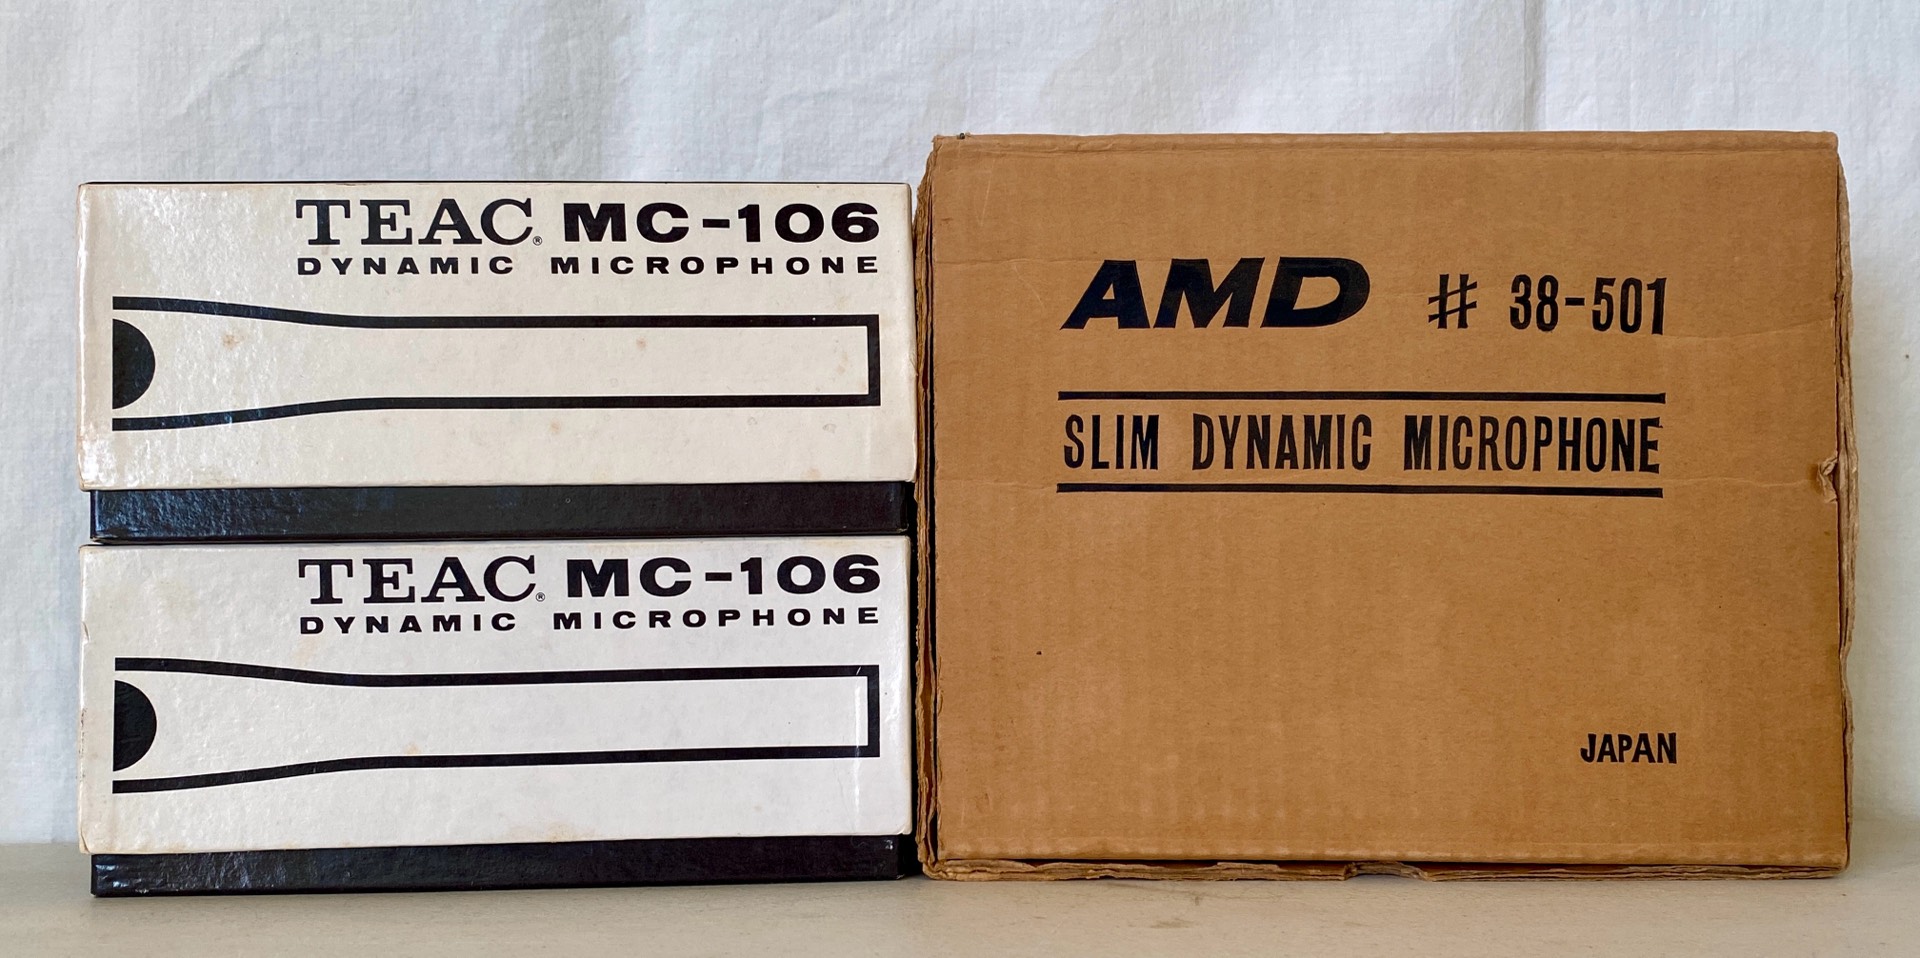 TEAC® MC-106
DYNAMIC MICROPHONE
TEAC® MC-106
DYNAMIC MICROPHONE
AMD # 38-501
SLIM DYNAMIC MICROPHONE
JAPAN